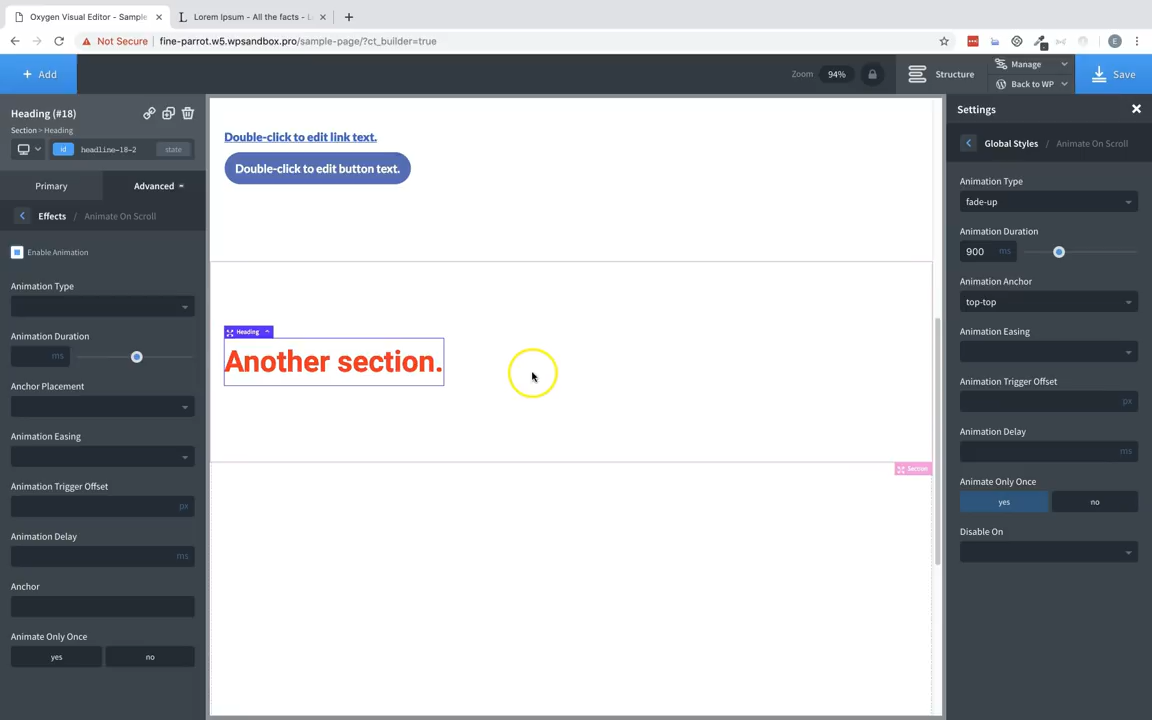 Oxygen Visual Editor - Sample
Lorem Ipsum - All the facts - L
Not Secure
fine-parrot.w5.wpsandbox.pro/sample-page/?ct_builder=true
E
+ Add
Zoom
94%
Structure
Manage
Back to WP
Save
Heading (#18)
Section > Heading
id
headline-18-2
state
Primary
Advanced
Effects / Animate On Scroll
Enable Animation
Animation Type
Animation Duration
ms
Anchor Placement
Animation Easing
Animation Trigger Offset
px
Animation Delay
ms
Anchor
Animate Only Once
yes
no
Double-click to edit link text.
Double-click to edit button text.
Heading
Another section.
Section
Settings
Global Styles / Animate On Scroll
Animation Type
fade-up
Animation Duration
900 ms
Animation Anchor
top-top
Animation Easing
Animation Trigger Offset
px
Animation Delay
ms
Animate Only Once
yes
no
Disable On